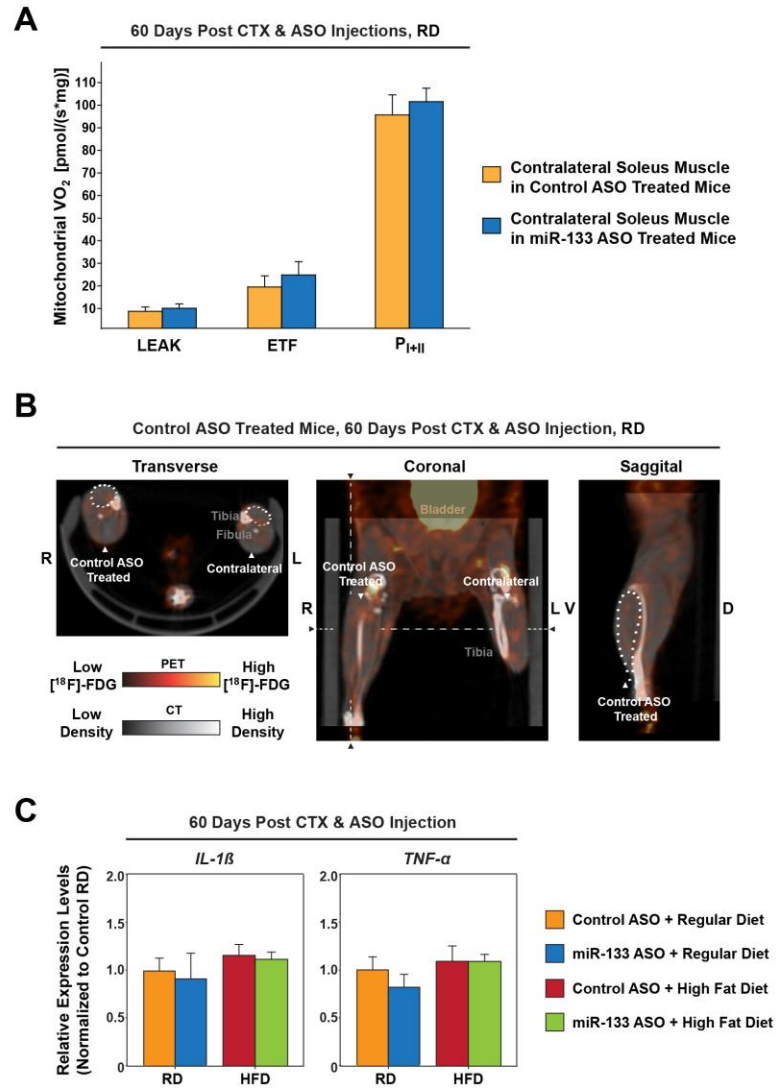 A
60 Days Post CTX & ASO Injections, RD
Mitochondrial VO₂ [pmol/(s*mg)]
110
100
90
80
70
60
50
40
30
20
10
LEAK
ETF
P_I+II
Contralateral Soleus Muscle
in Control ASO Treated Mice
Contralateral Soleus Muscle
in miR-133 ASO Treated Mice
B
Control ASO Treated Mice, 60 Days Post CTX & ASO Injection, RD
Transverse
Coronal
Saggital
Tibia
Fibula
*
*
R
L
Control ASO
Treated
Contralateral
Bladder
Control ASO
Treated
Contralateral
R
L
Tibia
V
D
Control ASO
Treated
Low
[¹⁸F]-FDG
PET
High
[¹⁸F]-FDG
Low
Density
CT
High
Density
C
60 Days Post CTX & ASO Injection
Relative Expression Levels
(Normalized to Control RD)
IL-1ß
2.0
1.5
1.0
0.5
0
RD
HFD
TNF-α
2.0
1.5
1.0
0.5
0
RD
HFD
Control ASO + Regular Diet
miR-133 ASO + Regular Diet
Control ASO + High Fat Diet
miR-133 ASO + High Fat Diet